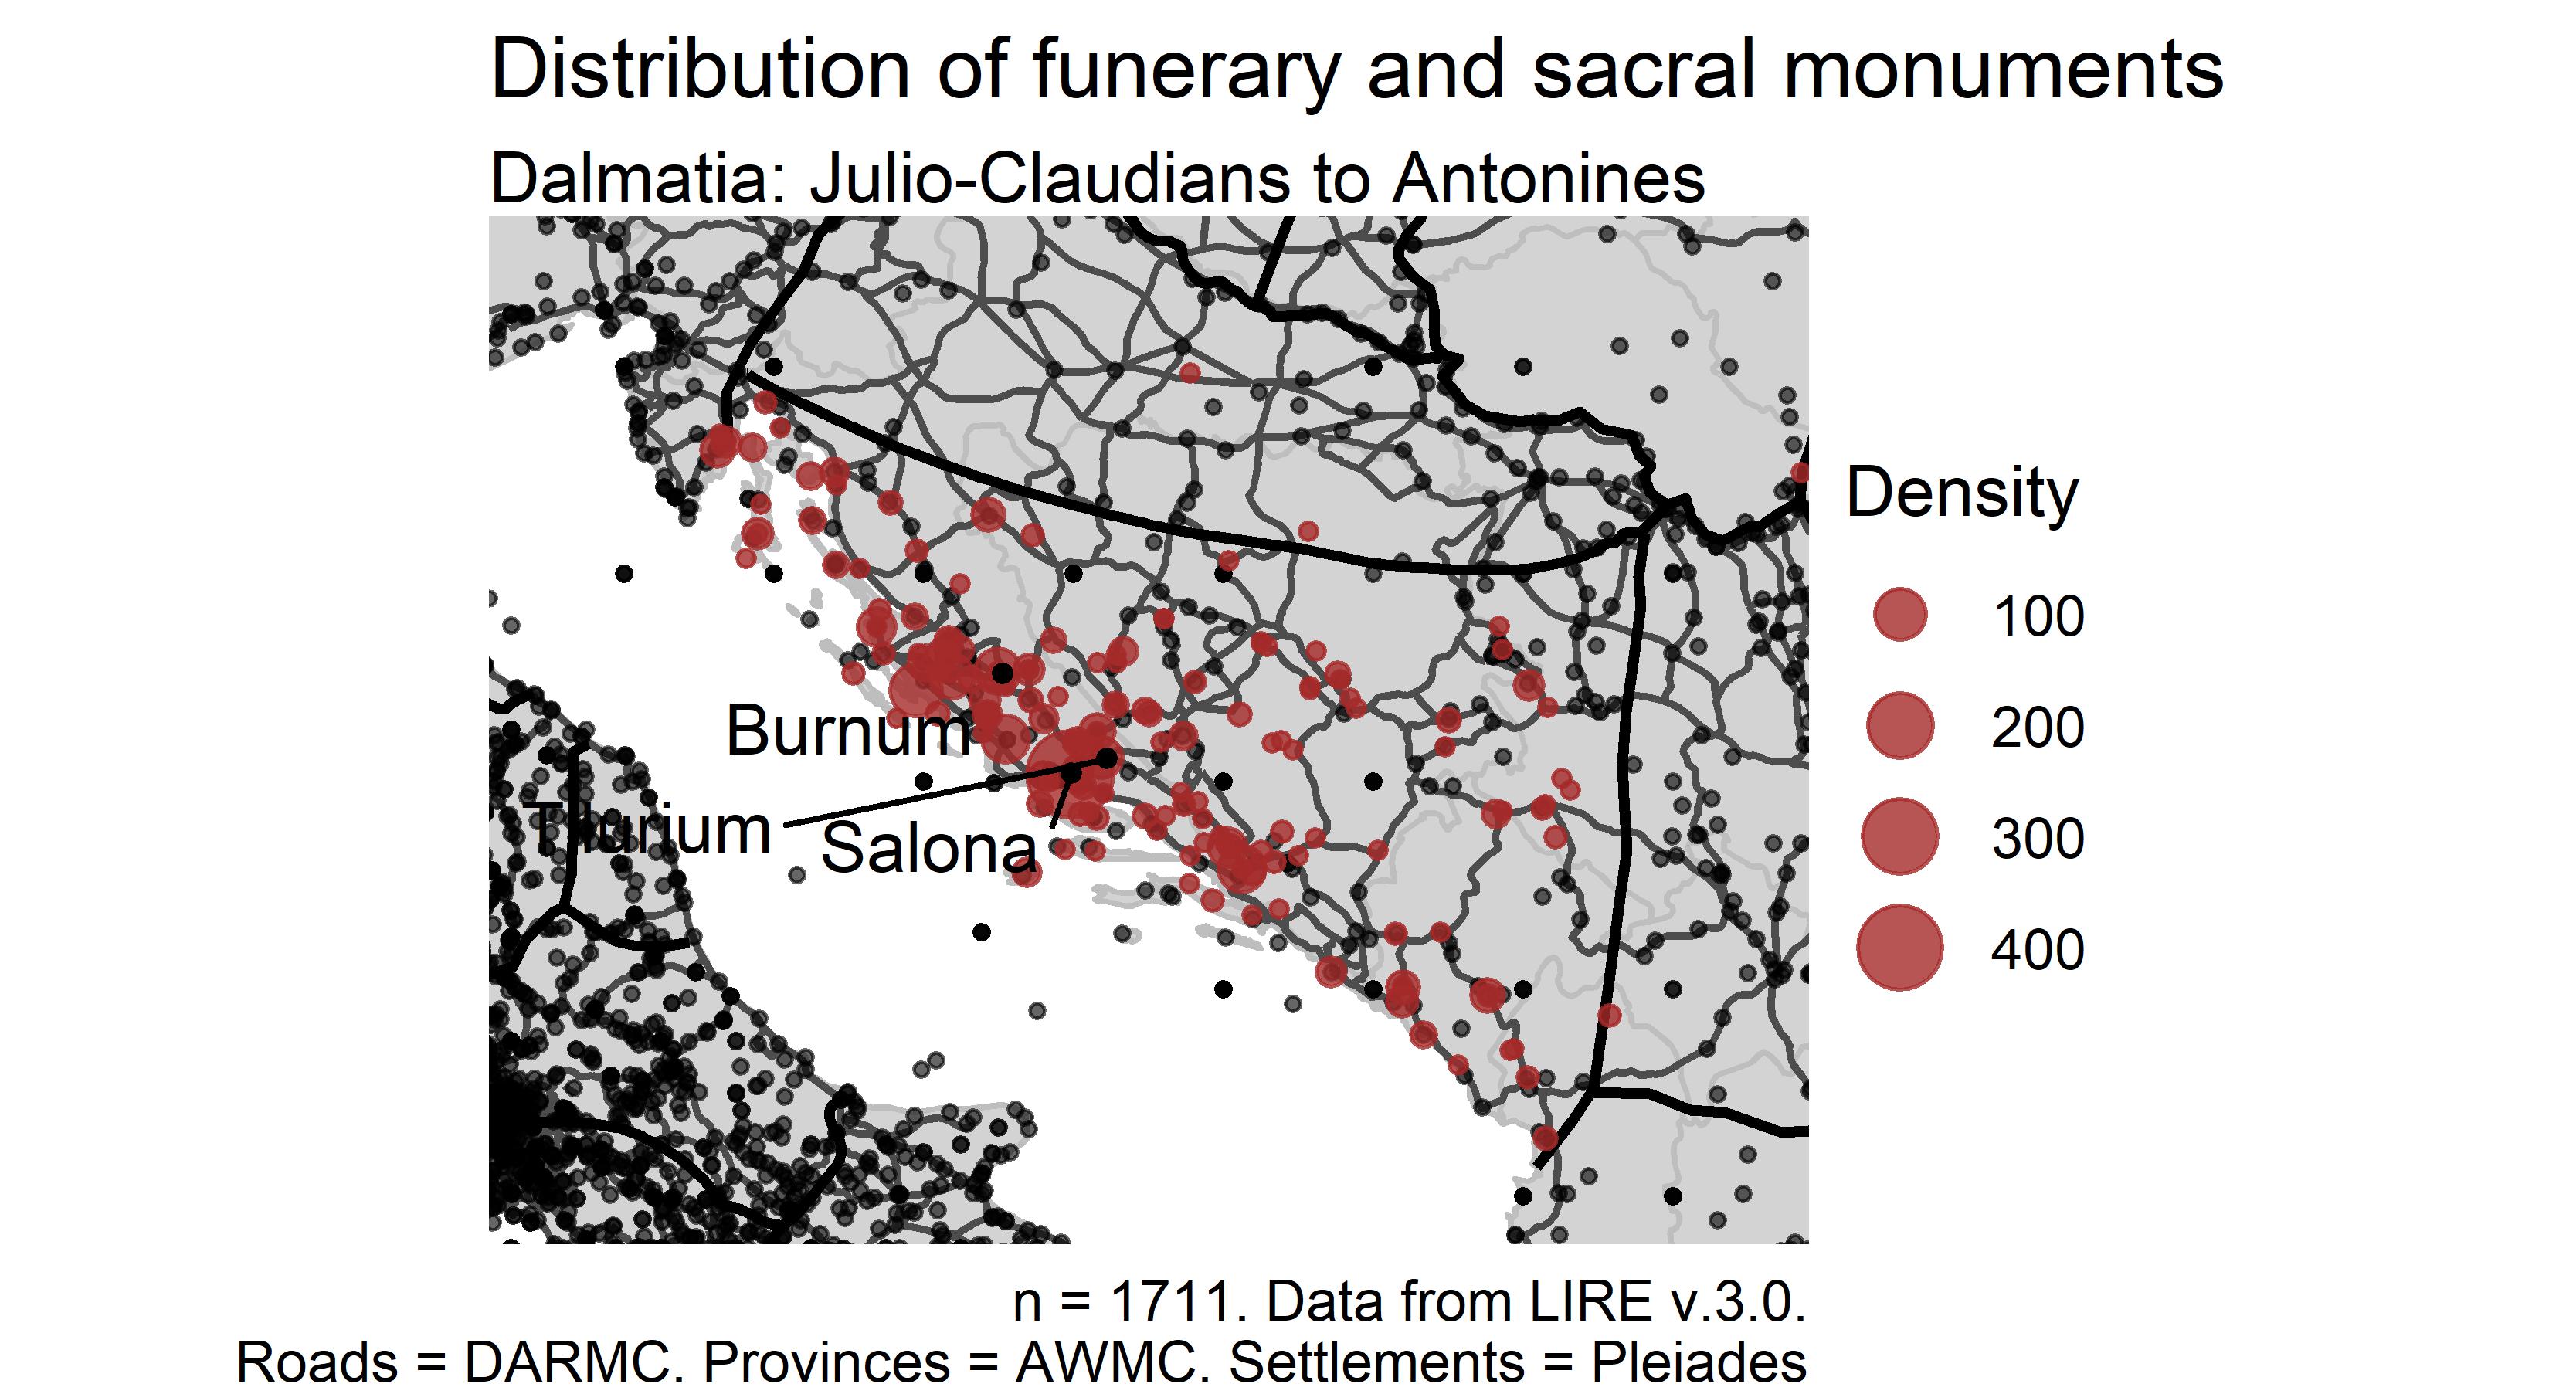 Distribution of funerary and sacral monuments
Dalmatia: Julio-Claudians to Antonines
Burnum
Tilurium
Salona
Density
100
200
300
400
n = 1711. Data from LIRE v.3.0.
Roads = DARMC. Provinces = AWMC. Settlements = Pleiades